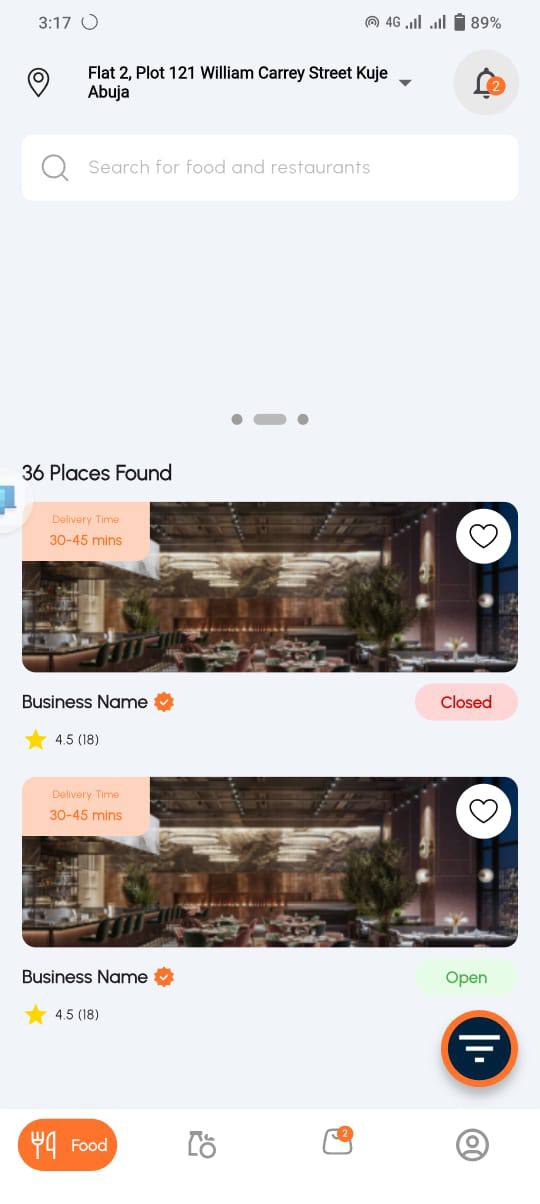 3:17
4G
89%
Flat 2, Plot 121 William Carrey Street Kuje
Abuja
2
Search for food and restaurants
36 Places Found
Delivery Time
30-45 mins
Business Name
Closed
4.5 (18)
Delivery Time
30-45 mins
Business Name
Open
4.5 (18)
Food
2